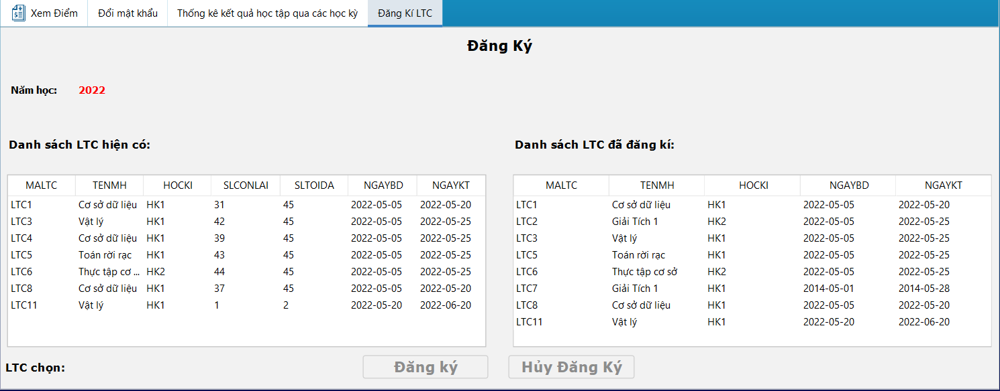 Xem Điểm Đổi mật khẩu Thống kê kết quả học tập qua các học kỳ Đăng Kí LTC
Đăng Ký
Năm học: 2022
Danh sách LTC hiện có:
MALTC TENMH HOCKI SLCONLAI SLTOIDA NGAYBD NGAYKT
LTC1 Cơ sở dữ liệu HK1 31 45 2022-05-05 2022-05-20
LTC3 Vật lý HK1 42 45 2022-05-05 2022-05-25
LTC4 Cơ sở dữ liệu HK1 39 45 2022-05-05 2022-05-25
LTC5 Toán rời rạc HK1 43 45 2022-05-05 2022-05-25
LTC6 Thực tập cơ ... HK2 44 45 2022-05-05 2022-05-25
LTC8 Cơ sở dữ liệu HK1 37 45 2022-05-05 2022-05-20
LTC11 Vật lý HK1 1 2 2022-05-20 2022-06-20
Danh sách LTC đã đăng kí:
MALTC TENMH HOCKI NGAYBD NGAYKT
LTC1 Cơ sở dữ liệu HK1 2022-05-05 2022-05-20
LTC2 Giải Tích 1 HK2 2022-05-05 2022-05-25
LTC3 Vật lý HK1 2022-05-05 2022-05-25
LTC5 Toán rời rạc HK1 2022-05-05 2022-05-25
LTC6 Thực tập cơ sở HK2 2022-05-05 2022-05-25
LTC7 Giải Tích 1 HK1 2014-05-01 2014-05-28
LTC8 Cơ sở dữ liệu HK1 2022-05-05 2022-05-20
LTC11 Vật lý HK1 2022-05-20 2022-06-20
LTC chọn: Đăng ký Hủy Đăng Ký